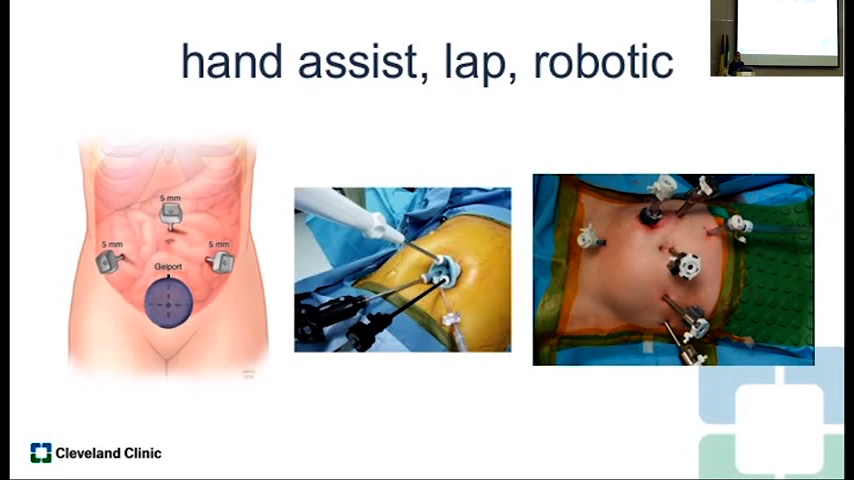 hand assist, lap, robotic
5 mm
5 mm
5 mm
Gelport
Cleveland Clinic